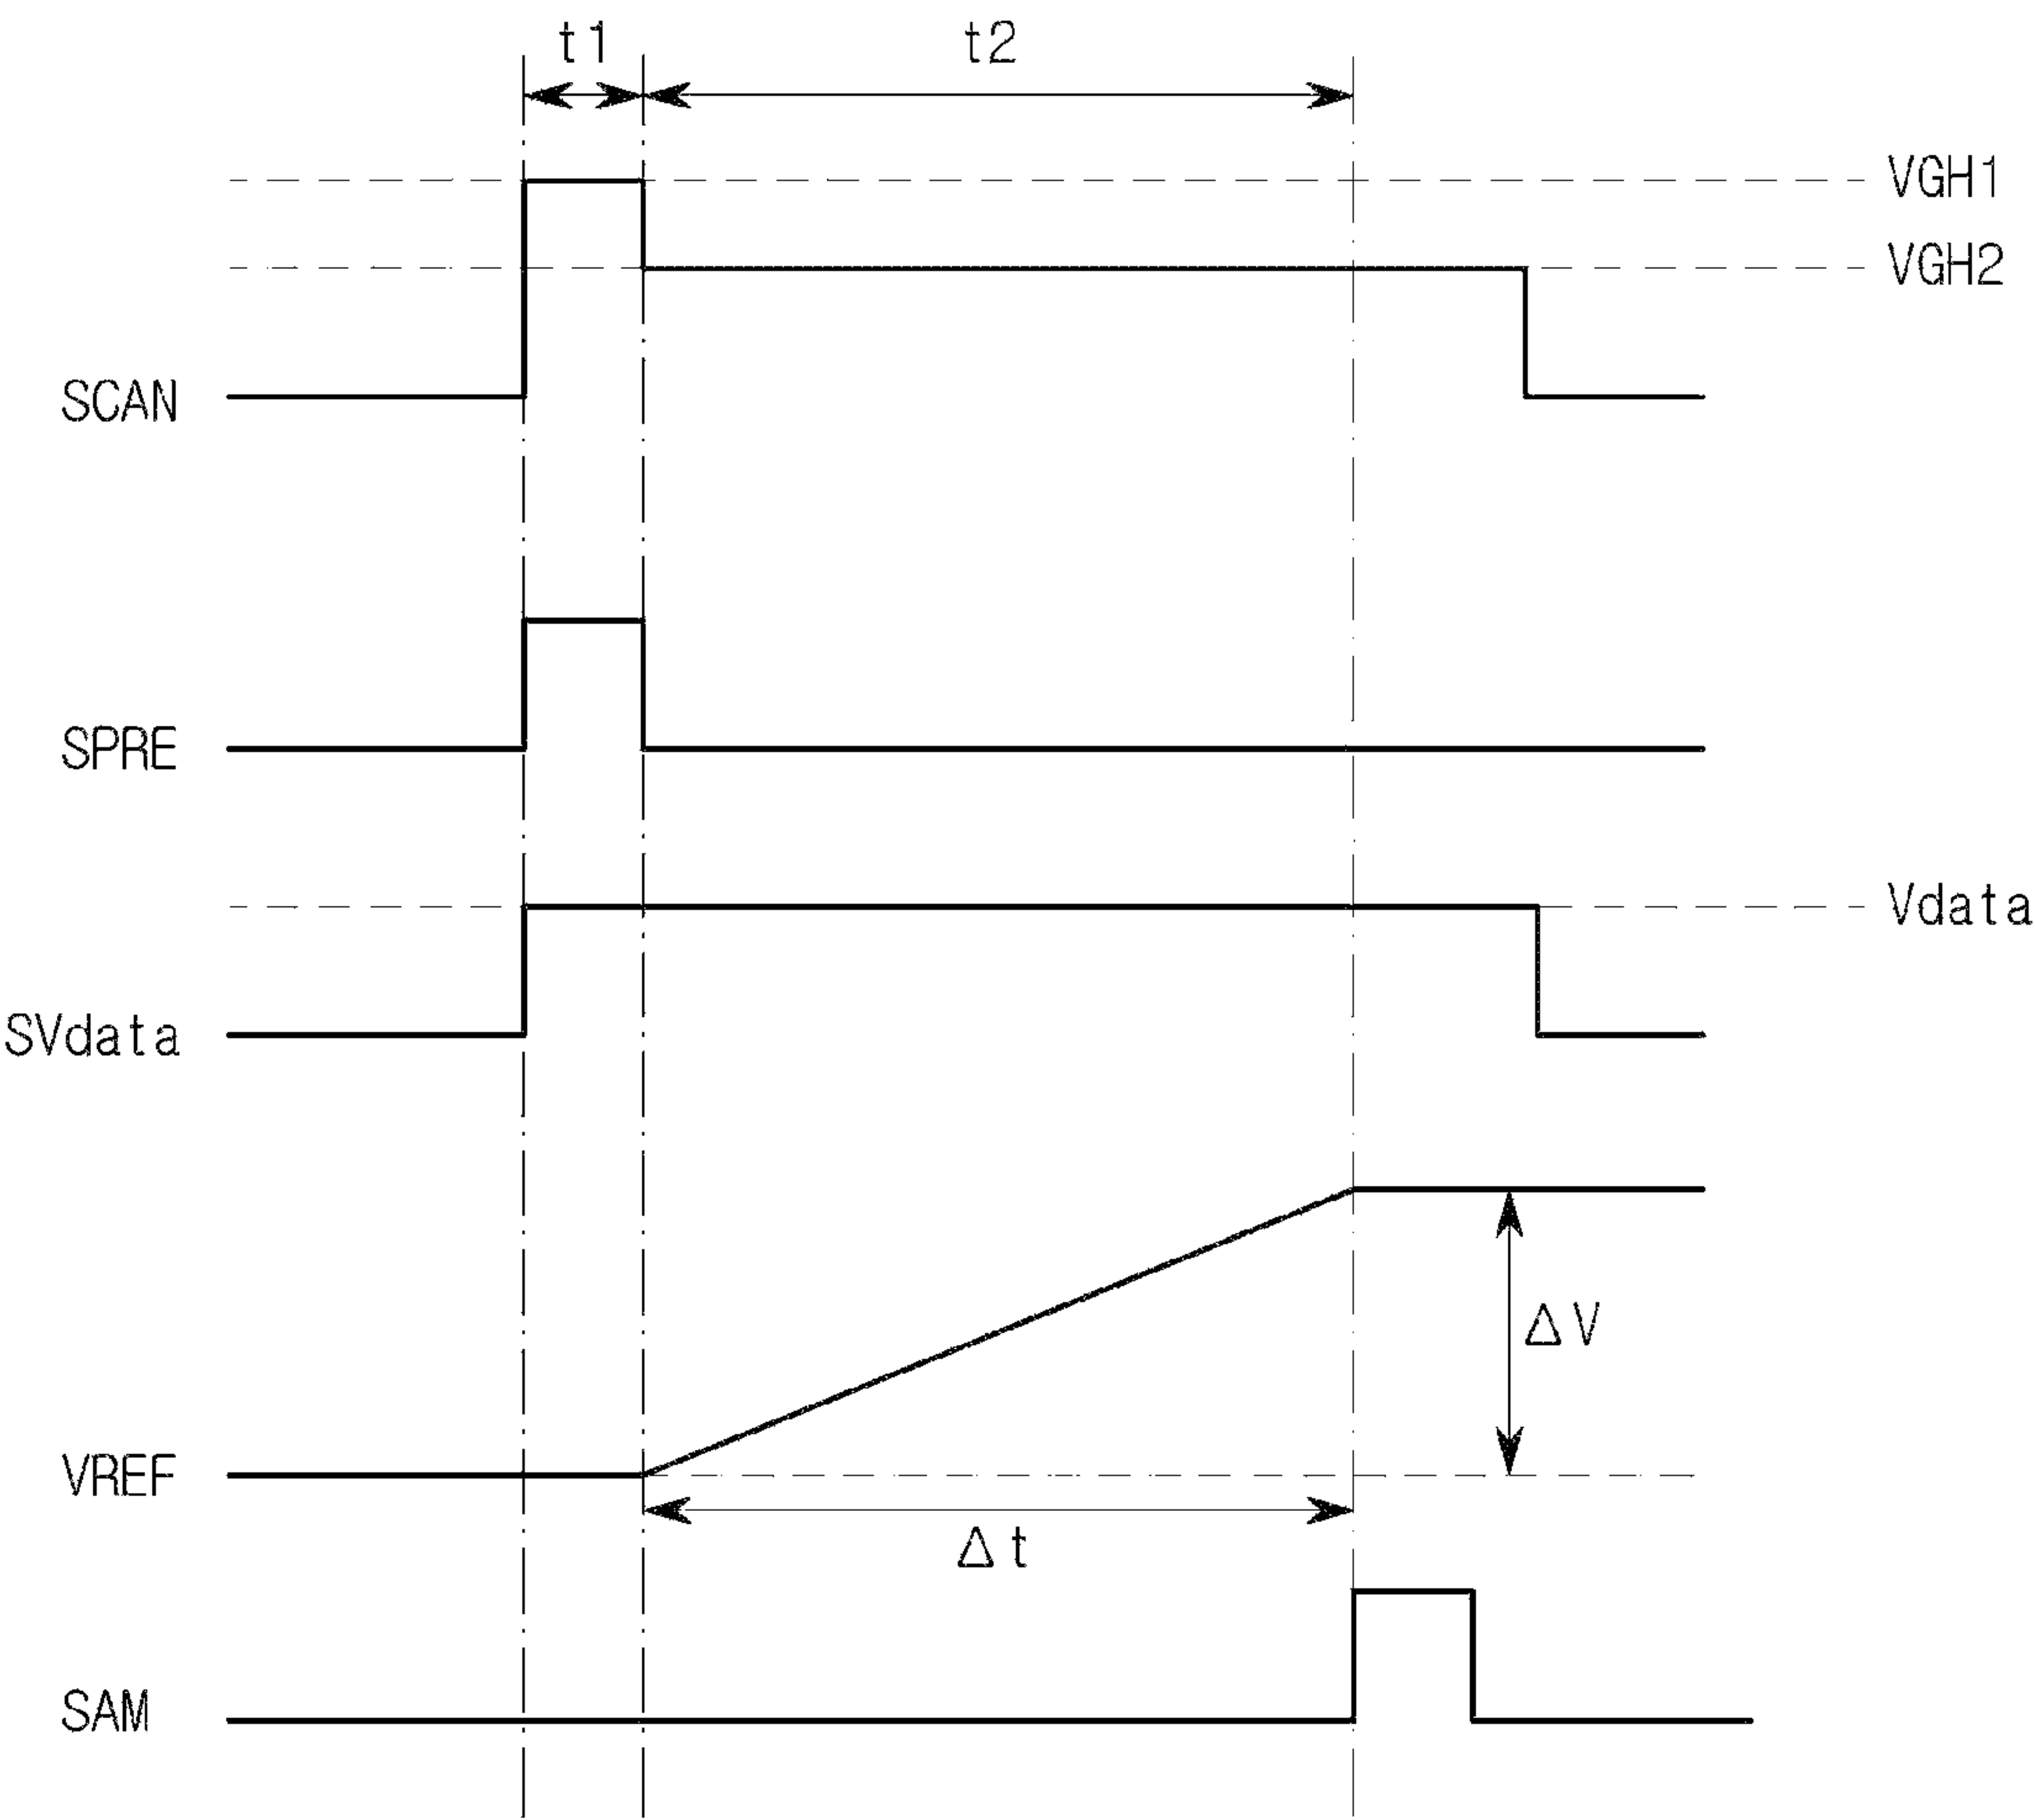 t1 t2
VGH1
VGH2
SCAN
SPRE
Vdata
SVdata
ΔV
VREF
Δt
SAM